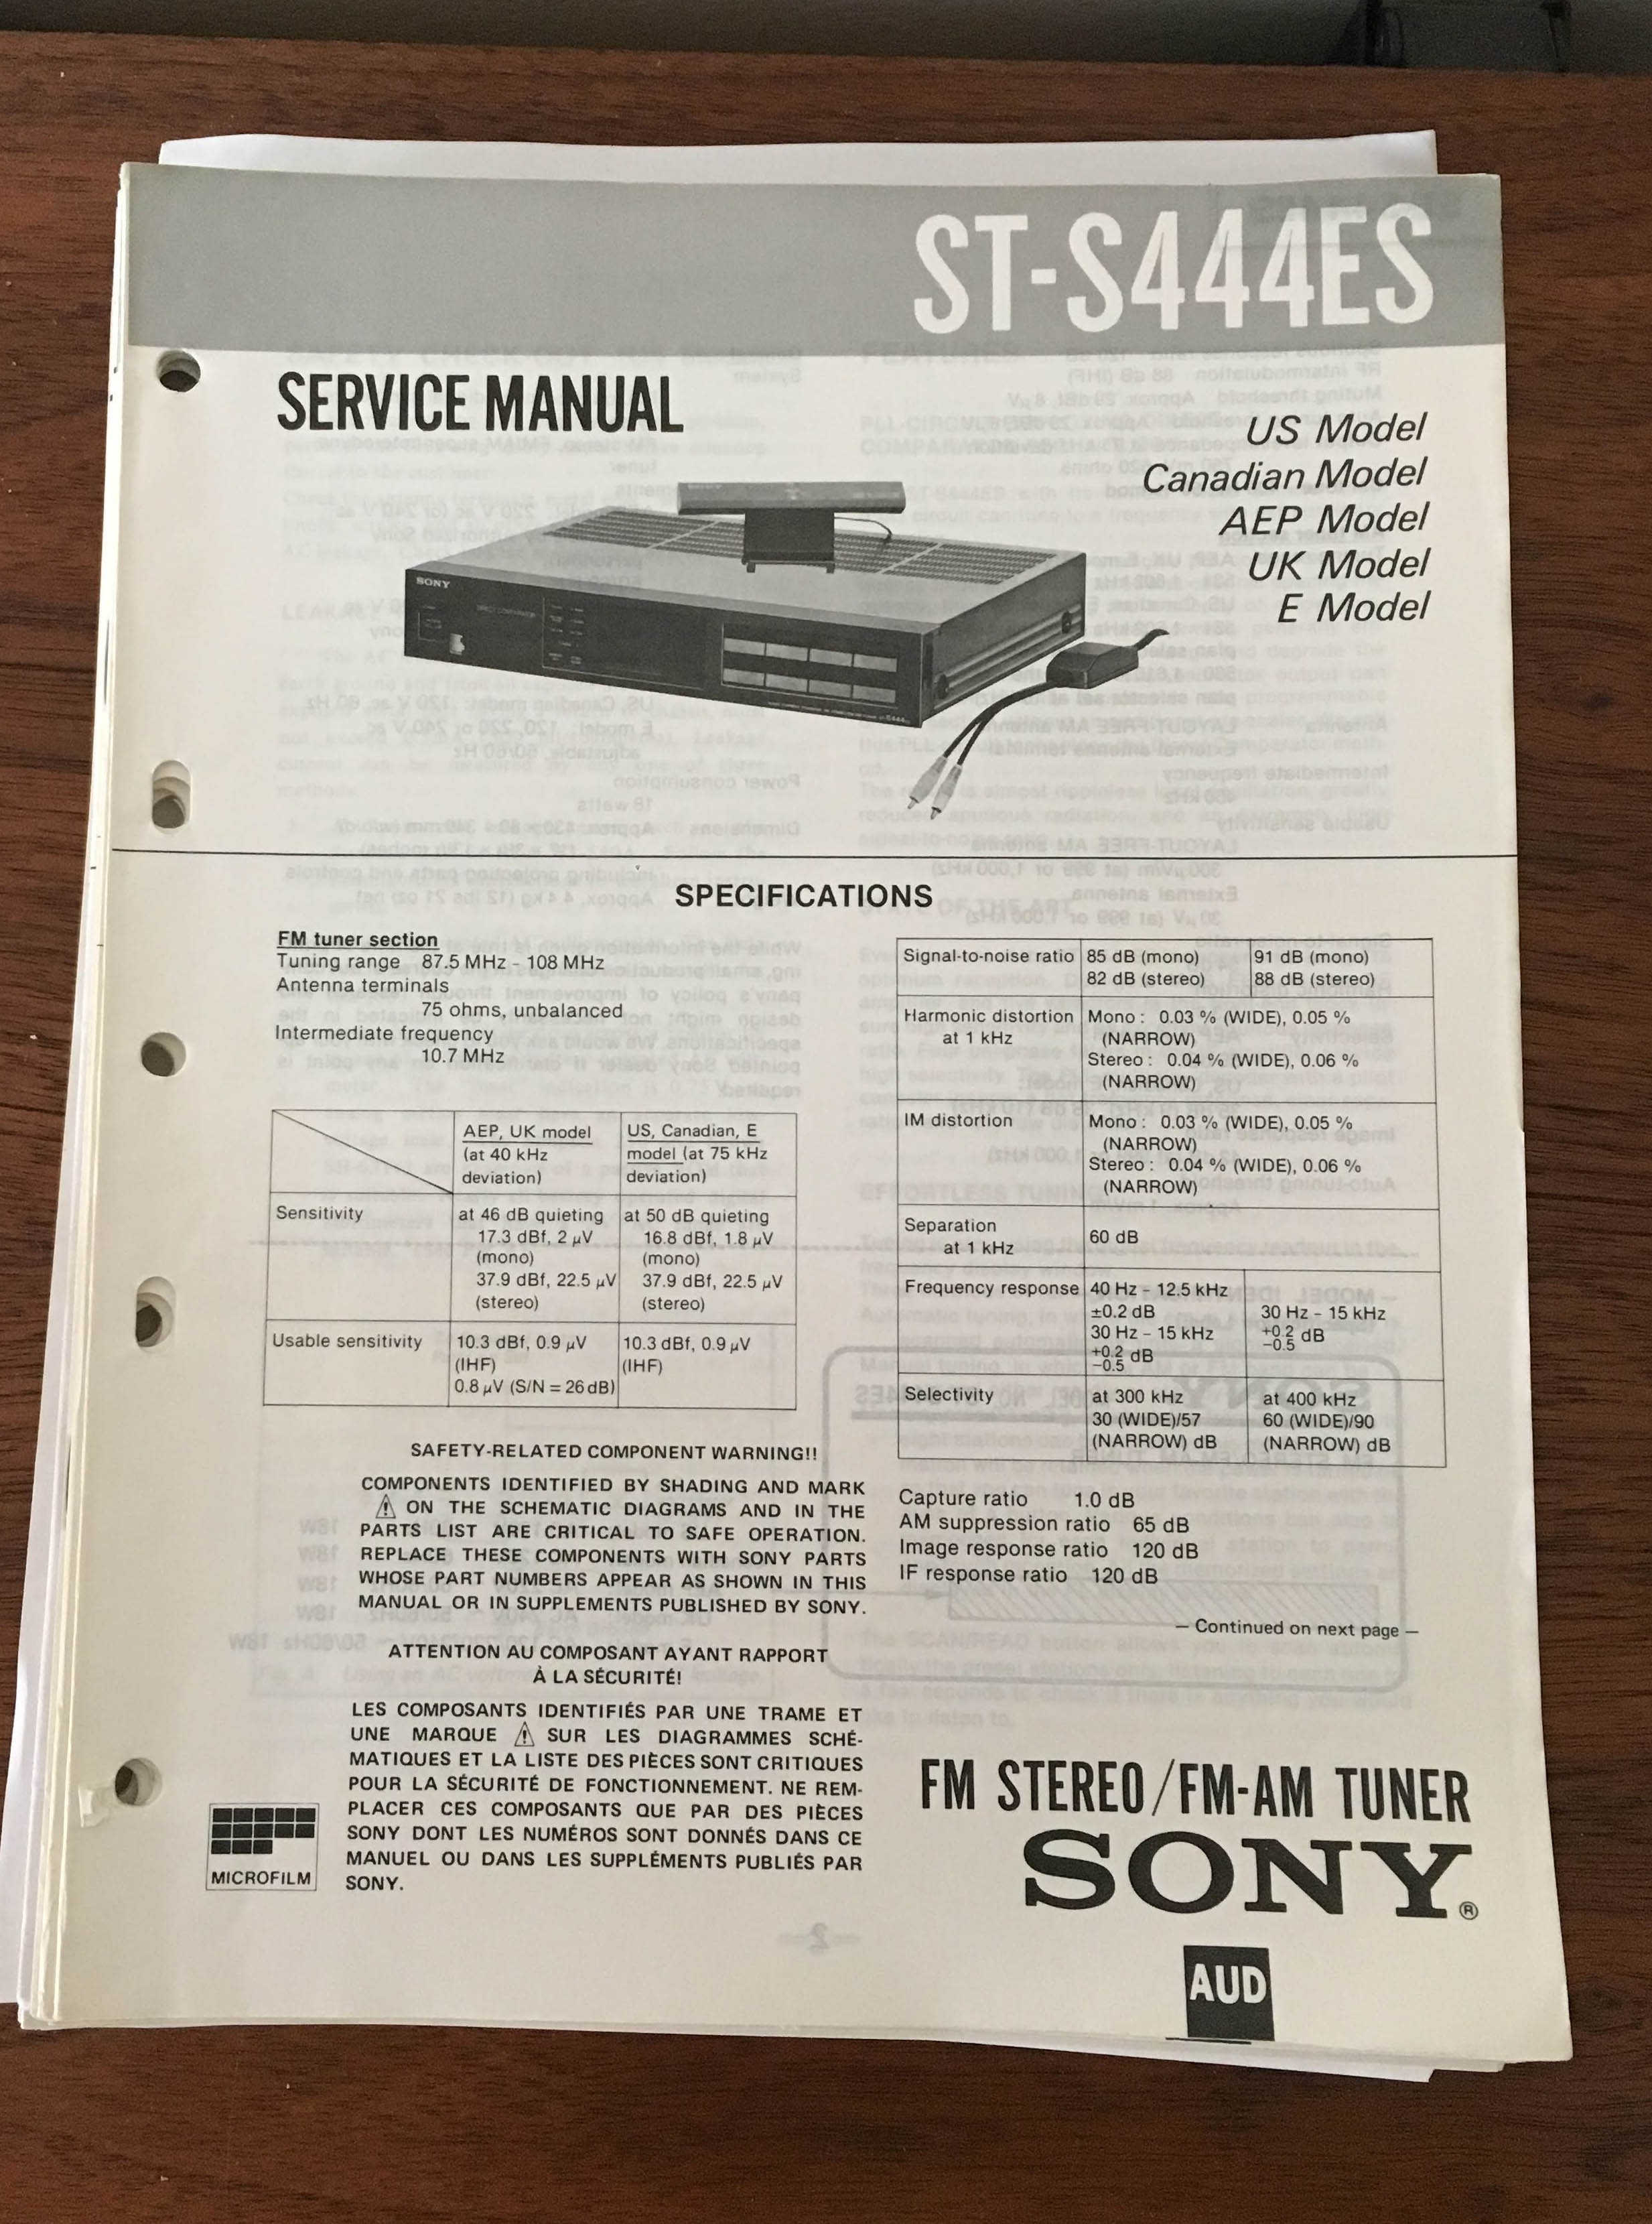 ST-S444ES
SERVICE MANUAL
US Model
Canadian Model
AEP Model
UK Model
E Model
SONY
SPECIFICATIONS
FM tuner section
Tuning range 87.5 MHz – 108 MHz
Antenna terminals
75 ohms, unbalanced
Intermediate frequency
10.7 MHz
AEP, UK model
(at 40 kHz
deviation)
US, Canadian, E
model (at 75 kHz
deviation)
Sensitivity
at 46 dB quieting
17.3 dBf, 2 µV
(mono)
37.9 dBf, 22.5 µV
(stereo)
at 50 dB quieting
16.8 dBf, 1.8 µV
(mono)
37.9 dBf, 22.5 µV
(stereo)
Usable sensitivity
10.3 dBf, 0.9 µV
(IHF)
0.8 µV (S/N = 26 dB)
10.3 dBf, 0.9 µV
(IHF)
SAFETY-RELATED COMPONENT WARNING!!
COMPONENTS IDENTIFIED BY SHADING AND MARK
⚠ ON THE SCHEMATIC DIAGRAMS AND IN THE
PARTS LIST ARE CRITICAL TO SAFE OPERATION.
REPLACE THESE COMPONENTS WITH SONY PARTS
WHOSE PART NUMBERS APPEAR AS SHOWN IN THIS
MANUAL OR IN SUPPLEMENTS PUBLISHED BY SONY.
ATTENTION AU COMPOSANT AYANT RAPPORT
À LA SÉCURITÉ!
LES COMPOSANTS IDENTIFIÉS PAR UNE TRAME ET
UNE MARQUE ⚠ SUR LES DIAGRAMMES SCHÉ-
MATIQUES ET LA LISTE DES PIÈCES SONT CRITIQUES
POUR LA SÉCURITÉ DE FONCTIONNEMENT. NE REM-
PLACER CES COMPOSANTS QUE PAR DES PIÈCES
SONY DONT LES NUMÉROS SONT DONNÉS DANS CE
MANUEL OU DANS LES SUPPLÉMENTS PUBLIÉS PAR
SONY.
MICROFILM
Signal-to-noise ratio
85 dB (mono)
82 dB (stereo)
91 dB (mono)
88 dB (stereo)
Harmonic distortion
at 1 kHz
Mono : 0.03 % (WIDE), 0.05 %
(NARROW)
Stereo : 0.04 % (WIDE), 0.06 %
(NARROW)
IM distortion
Mono : 0.03 % (WIDE), 0.05 %
(NARROW)
Stereo : 0.04 % (WIDE), 0.06 %
(NARROW)
Separation
at 1 kHz
60 dB
Frequency response
40 Hz – 12.5 kHz
±0.2 dB
30 Hz – 15 kHz
+0.2
−0.5 dB
30 Hz – 15 kHz
+0.2
−0.5 dB
Selectivity
at 300 kHz
30 (WIDE)/57
(NARROW) dB
at 400 kHz
60 (WIDE)/90
(NARROW) dB
Capture ratio 1.0 dB
AM suppression ratio 65 dB
Image response ratio 120 dB
IF response ratio 120 dB
— Continued on next page —
FM STEREO/FM-AM TUNER
SONY®
AUD